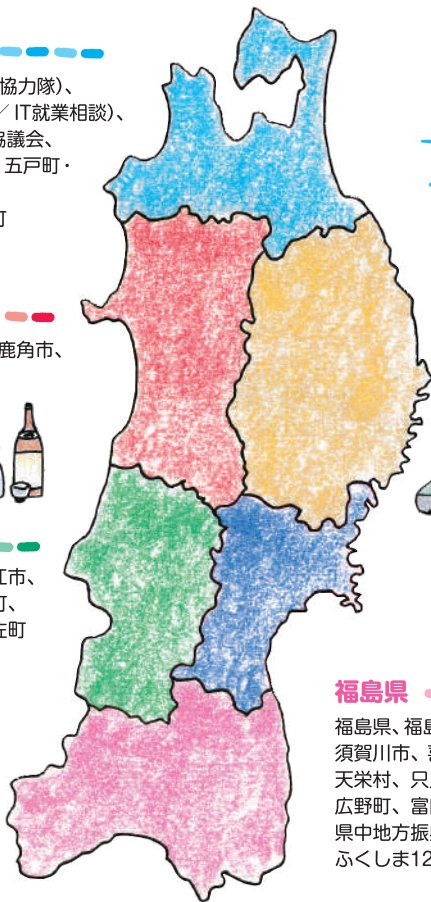 協力隊）、
／IT就業相談）、
協議会、
五戸町・
町
鹿角市、
江市、
町、
佐町
福島県
福島県、福島
須賀川市、
天栄村、只
広野町、富
県中地方振
ふくしま12